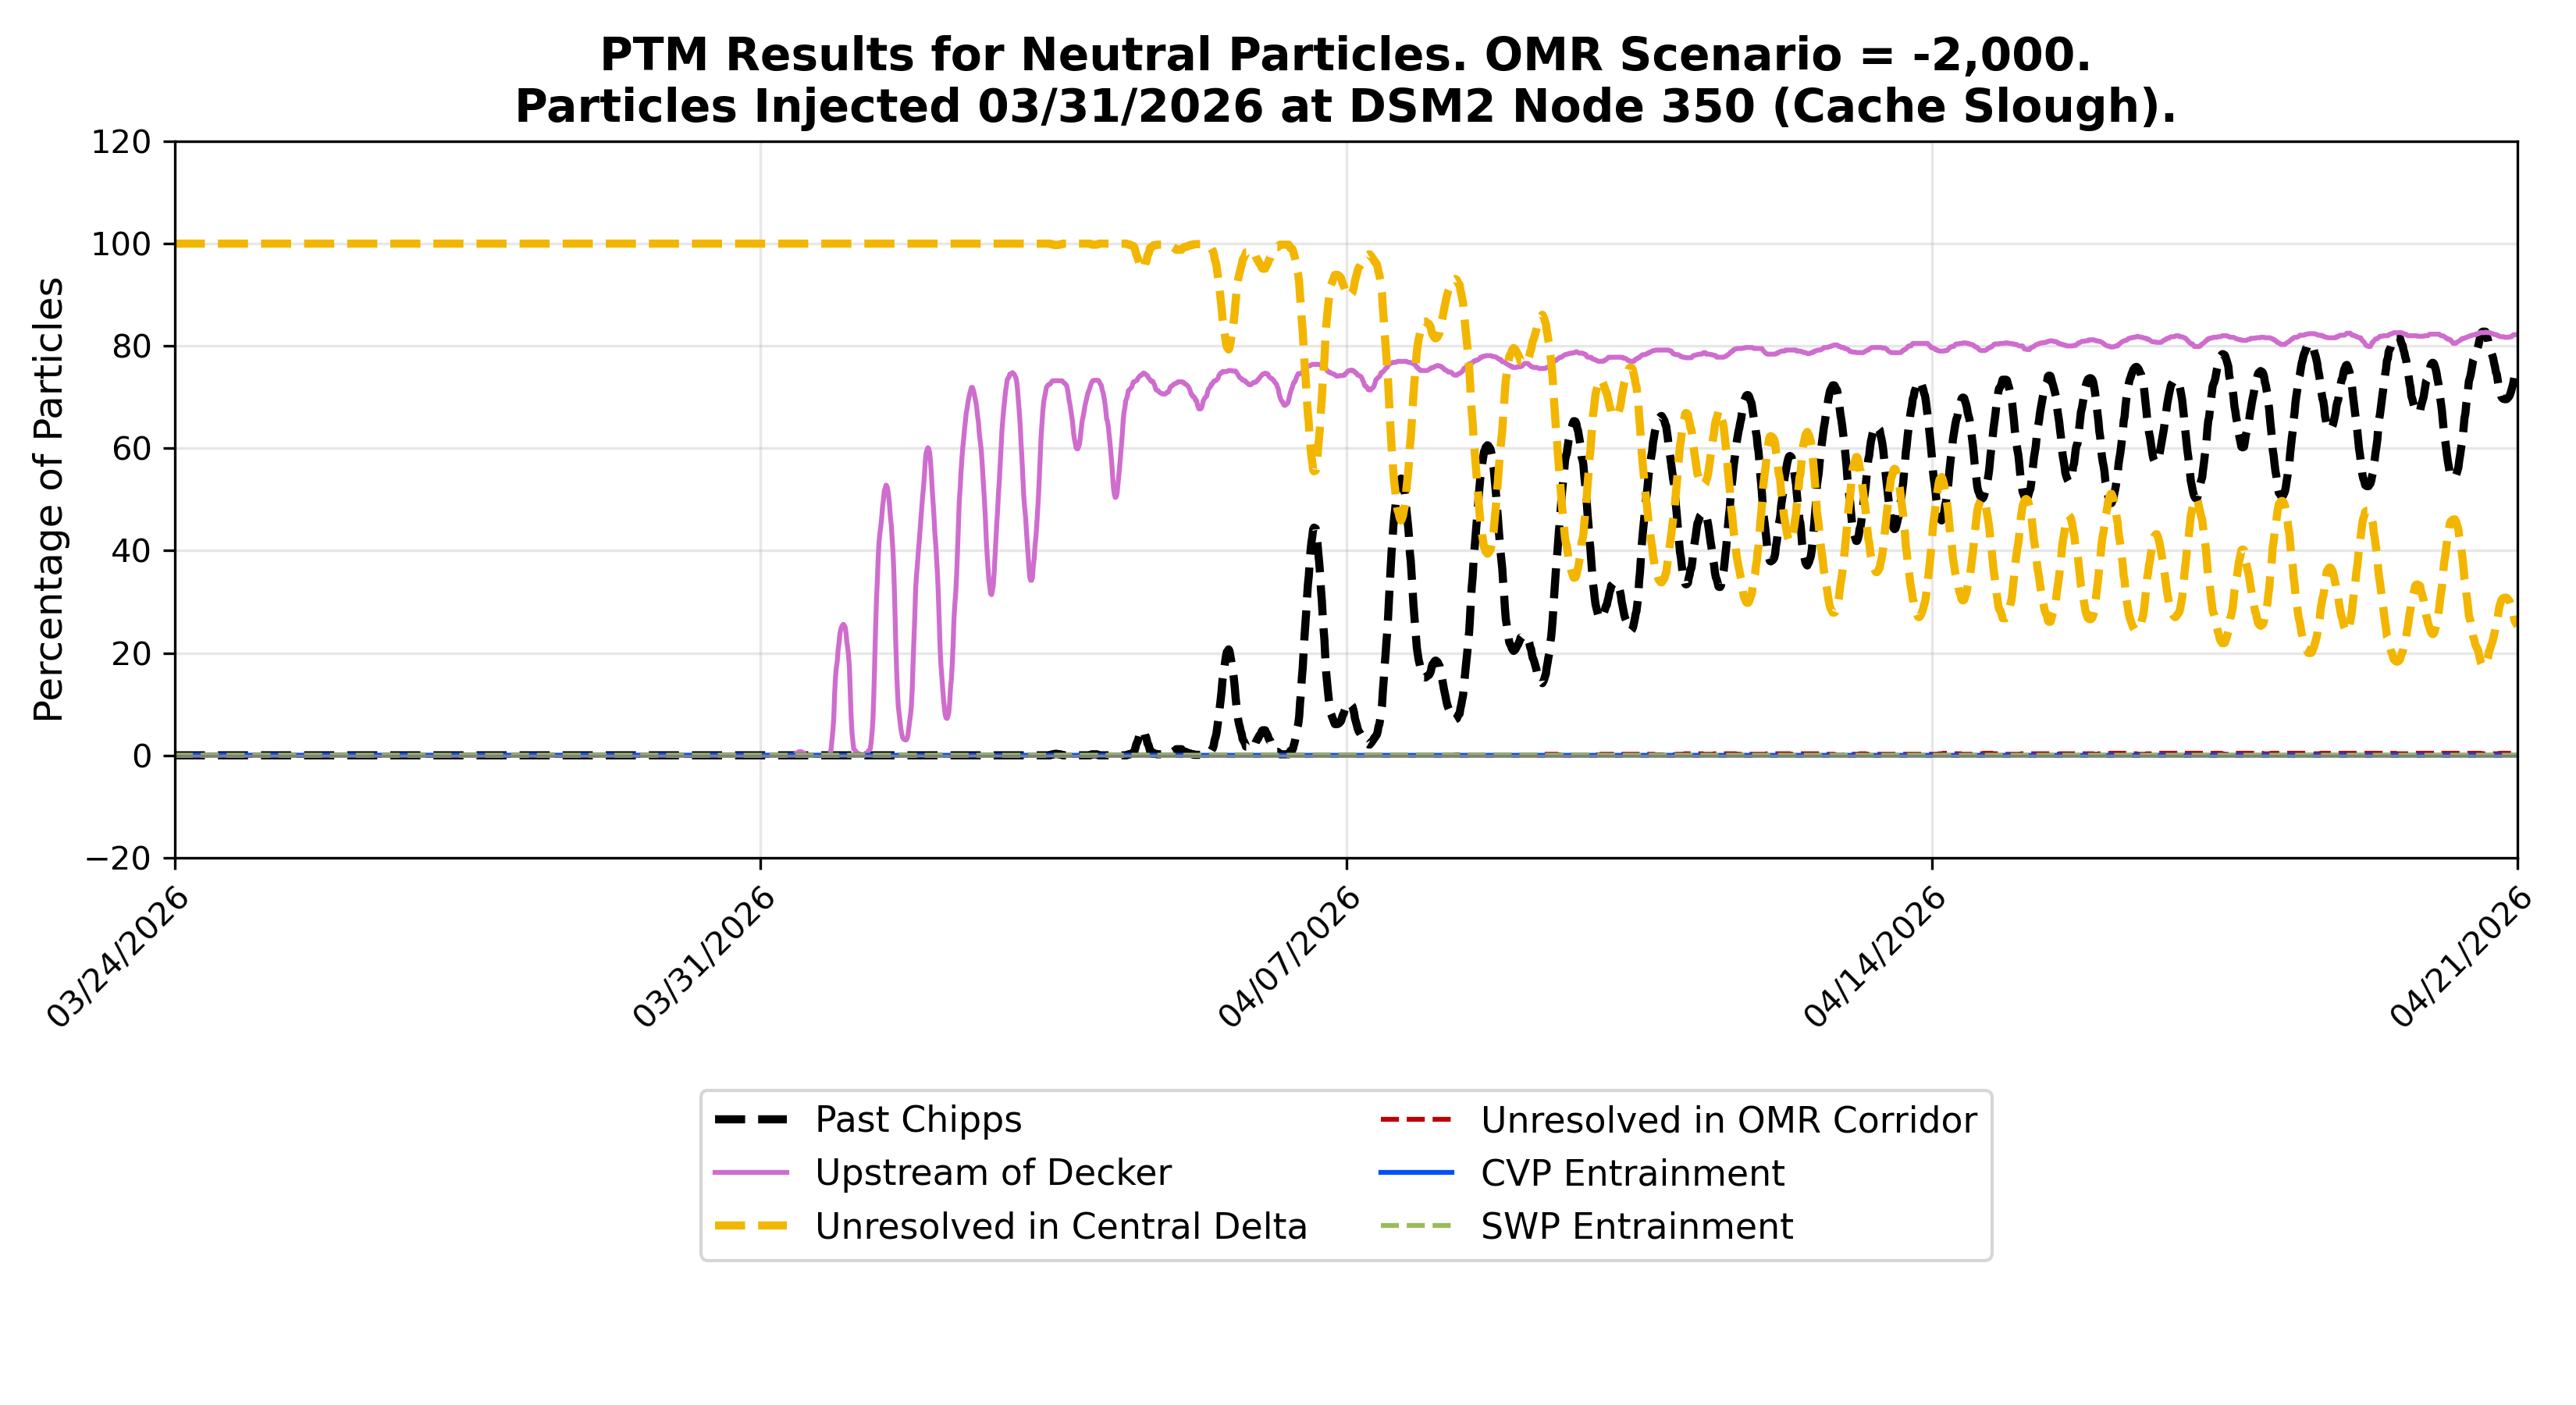 PTM Results for Neutral Particles. OMR Scenario = -2,000.
Particles Injected 03/31/2026 at DSM2 Node 350 (Cache Slough).
Percentage of Particles
120
100
80
60
40
20
0
−20
03/24/2026
03/31/2026
04/07/2026
04/14/2026
04/21/2026
Past Chipps
Upstream of Decker
Unresolved in Central Delta
Unresolved in OMR Corridor
CVP Entrainment
SWP Entrainment